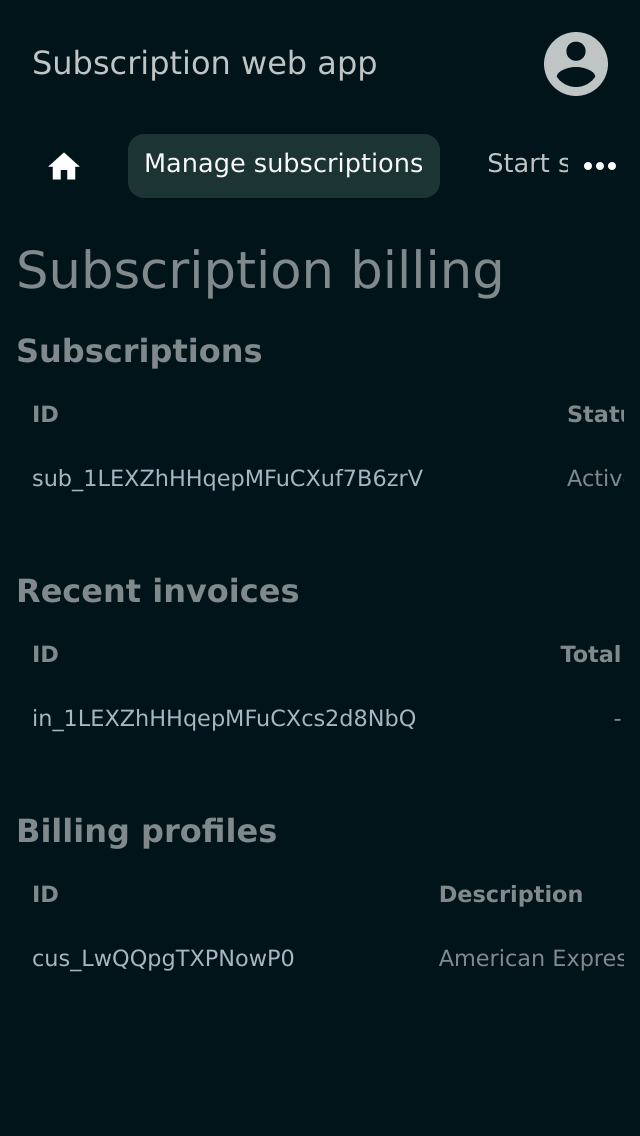 Subscription web app
Manage subscriptions Start s
Subscription billing
Subscriptions
ID Statu
sub_1LEXZhHHqepMFuCXuf7B6zrV Activ
Recent invoices
ID Total
in_1LEXZhHHqepMFuCXcs2d8NbQ -
Billing profiles
ID Description
cus_LwQQpgTXPNowP0 American Expres